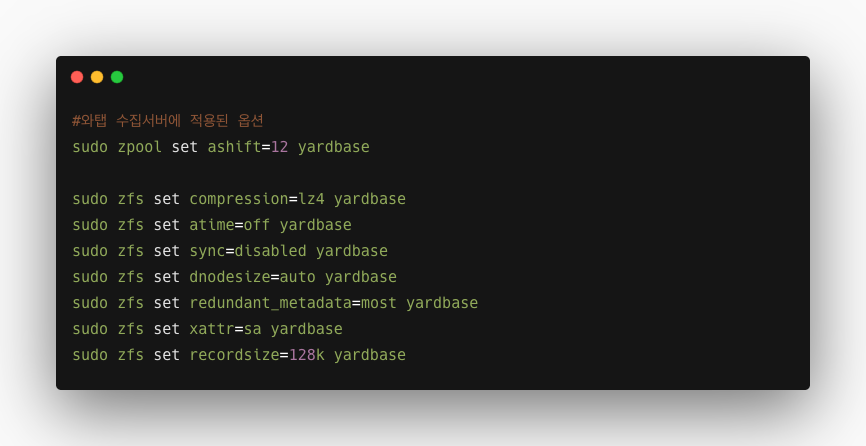 #와탭 수집서버에 적용된 옵션
sudo zpool set ashift=12 yardbase
sudo zfs set compression=lz4 yardbase
sudo zfs set atime=off yardbase
sudo zfs set sync=disabled yardbase
sudo zfs set dnodesize=auto yardbase
sudo zfs set redundant_metadata=most yardbase
sudo zfs set xattr=sa yardbase
sudo zfs set recordsize=128k yardbase